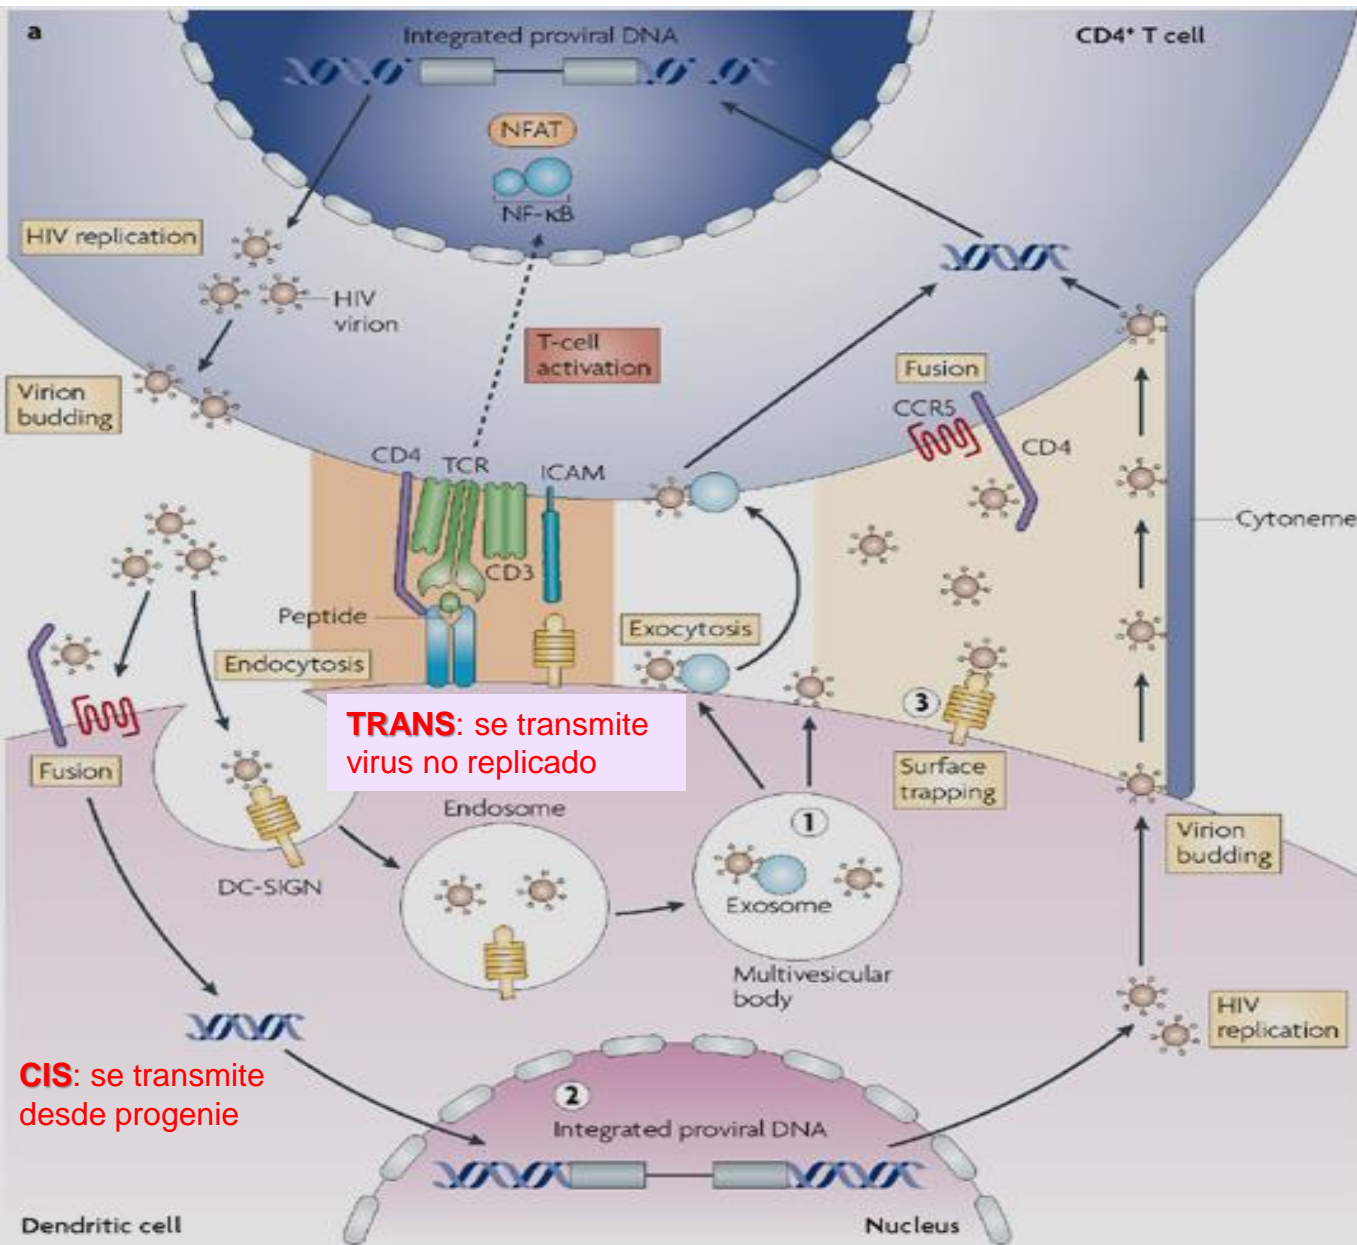 a
Integrated proviral DNA
CD4⁺ T cell
NFAT
NF-κB
HIV replication
HIV
virion
T-cell
activation
Virion
budding
Fusion
CCR5
CD4
CD4
TCR
ICAM
Cytoneme
CD3
Peptide
Exocytosis
Endocytosis
TRANS: se transmite
virus no replicado
3
Fusion
Surface
trapping
Endosome
1
Virion
budding
DC-SIGN
Exosome
Multivesicular
body
HIV
replication
CIS: se transmite
desde progenie
2
Integrated proviral DNA
Dendritic cell
Nucleus